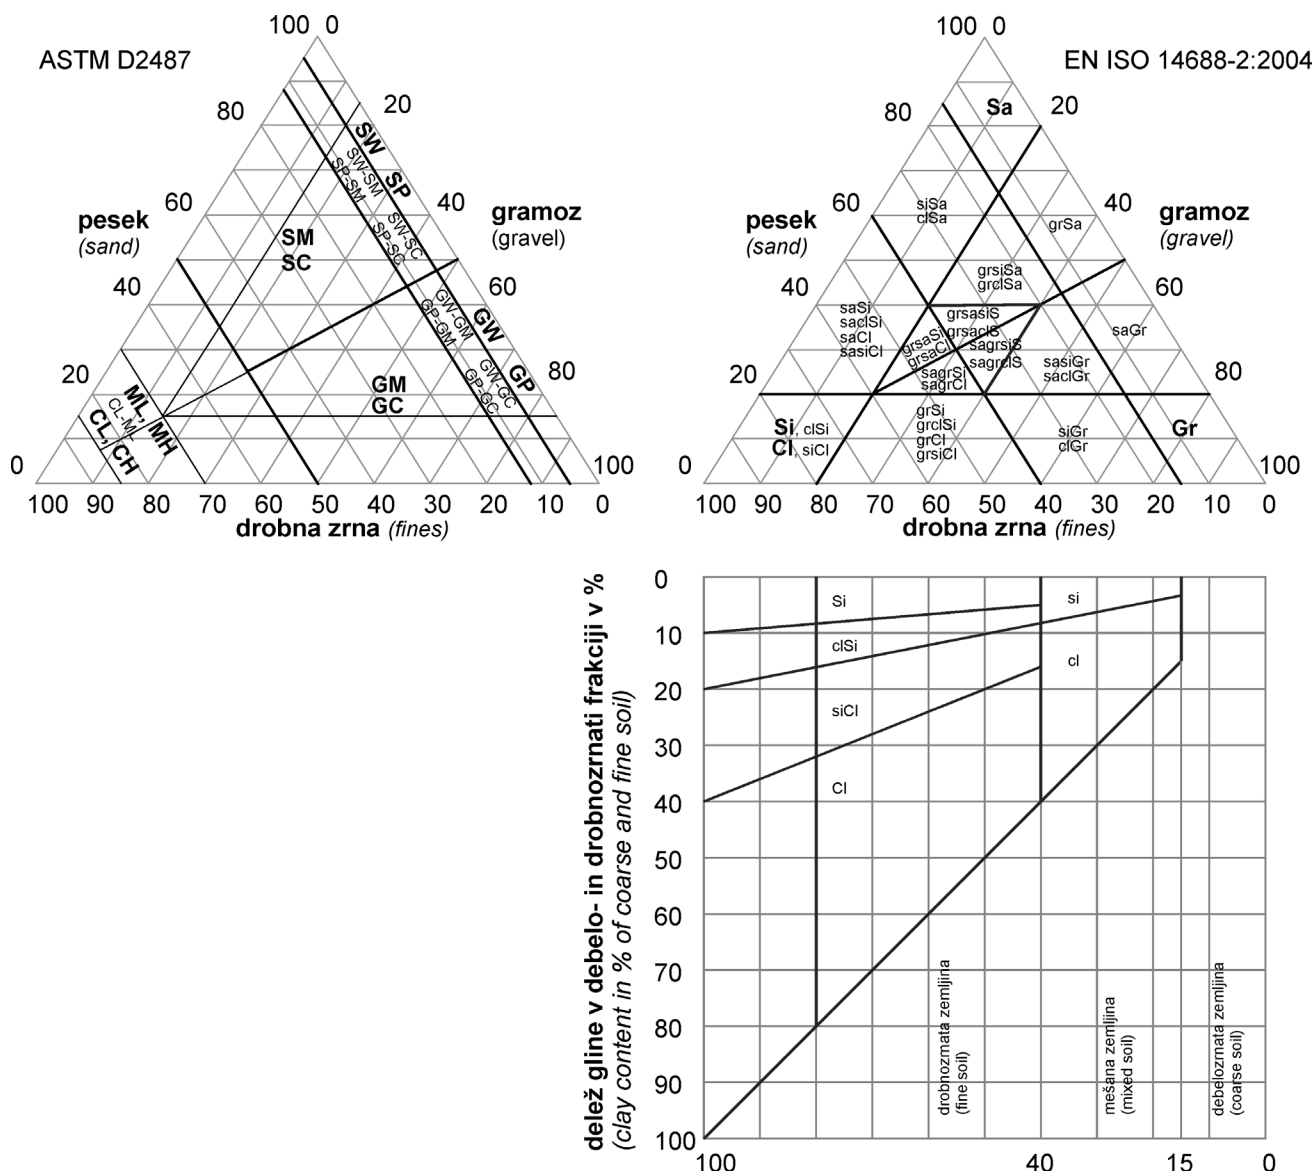 ASTM D2487
100 0
80
20
SW
SP
SW-SM
SP-SM
SW-SC
SP-SC
60
40
pesek
(sand)
gramoz
(gravel)
SM
SC
40
60
GW
GP
GW-GM
GP-GM
GW-GC
GP-GC
20
80
GM
GC
ML, MH
CL-ML
CL, CH
0
100
100 90 80 70 60 50 40 30 20 10 0
drobna zrna (fines)
EN ISO 14688-2:2004
100 0
80
Sa
20
60
siSa
clSa
40
pesek
(sand)
grSa
gramoz
(gravel)
grsiSa
grclSa
40
60
saSi
saclSi
saCl
sasiCl
grsasiS
grsaclS
grsaSi
grsaCl
sagrsiS
sagrclS
saGr
sagrSi
sagrCl
sasiGr
saclGr
20
80
Si, clSi
Cl, siCl
grSi
grclSi
grCl
grsiCl
siGr
clGr
Gr
0
100
100 90 80 70 60 50 40 30 20 10 0
drobna zrna (fines)
delež gline v debelo- in drobnozrnati frakciji v %
(clay content in % of coarse and fine soil)
0
10
20
30
40
50
60
70
80
90
100
Si
si
clSi
cl
siCl
Cl
drobnozrnata zemljina
(fine soil)
mešana zemljina
(mixed soil)
debelozrnata zemljina
(coarse soil)
100 40 15 0